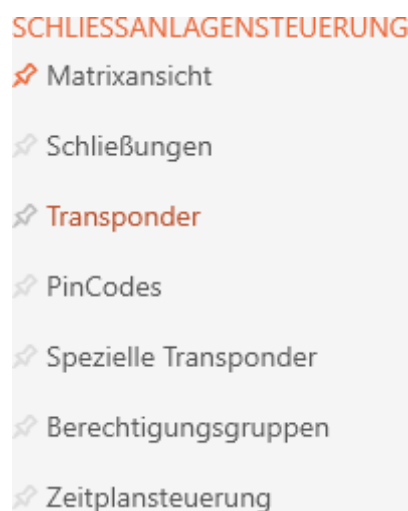 SCHLIESSANLAGENSTEUERUNG
Matrixansicht
Schließungen
Transponder
PinCodes
Spezielle Transponder
Berechtigungsgruppen
Zeitplansteuerung